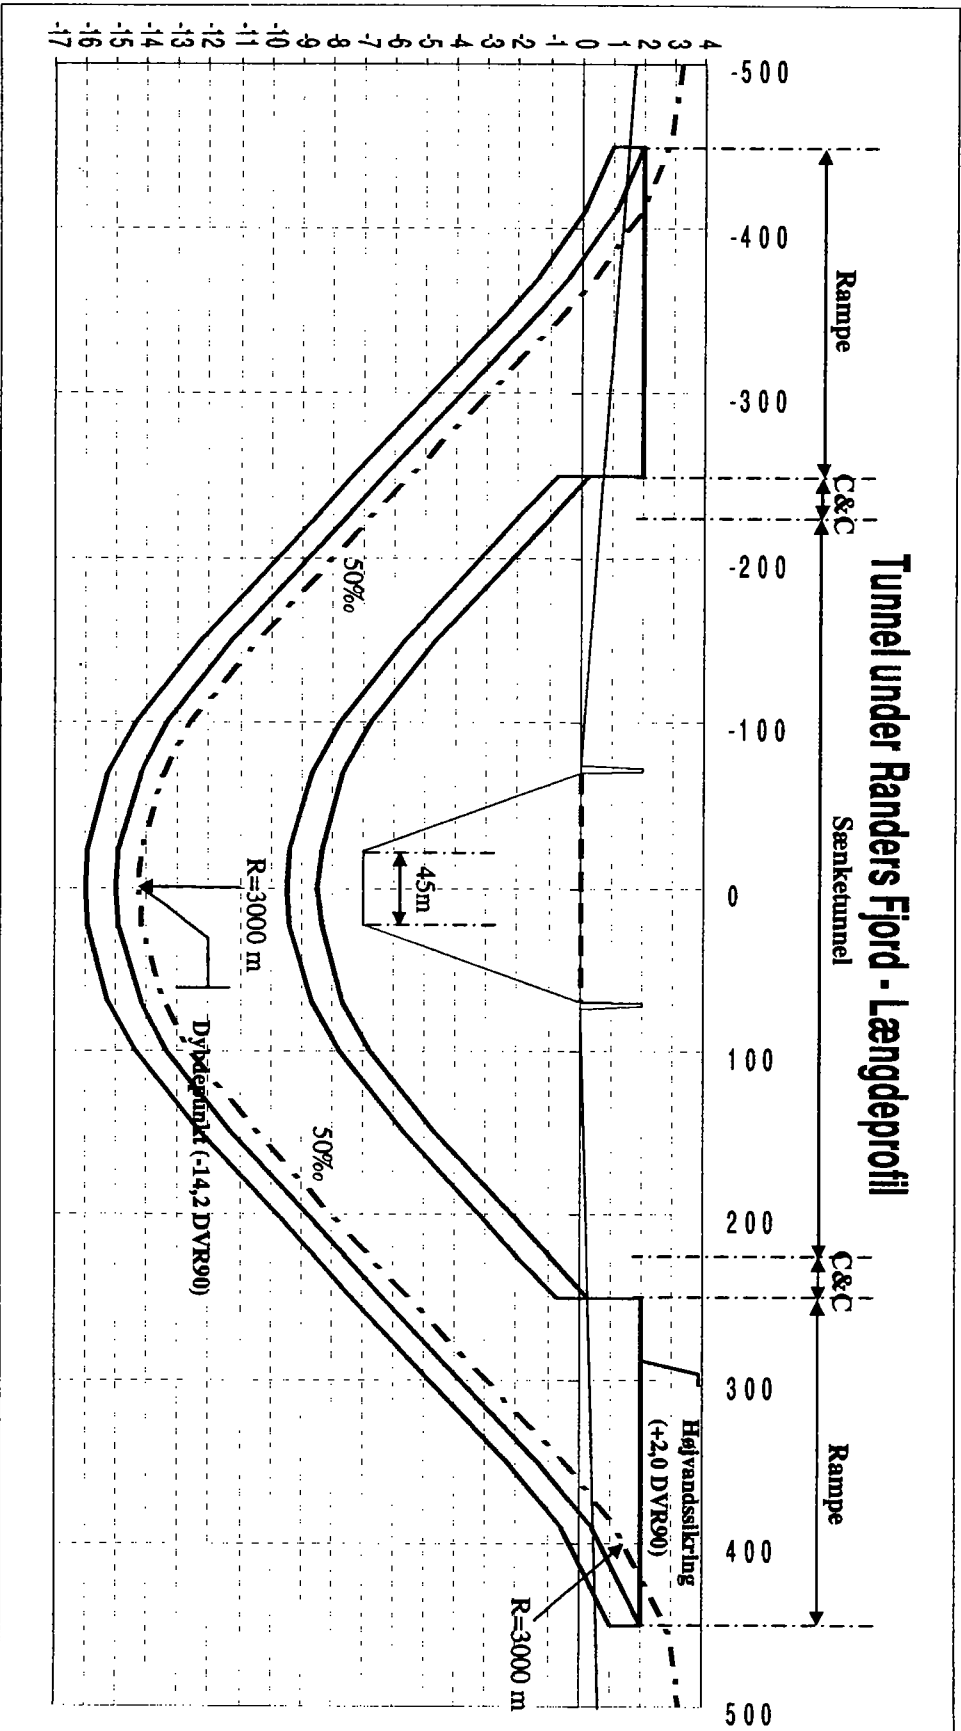 Tunnel under Randers Fjord - Længdeprofil
Rampe
C&C
Sænketunnel
C&C
Rampe
-500
-400
-300
-200
-100
0
100
200
300
400
500
4
3
2
1
0
-1
-2
-3
-4
-5
-6
-7
-8
-9
-10
-11
-12
-13
-14
-15
-16
-17
Højvandssikring
(+2,0 DVR90)
45m
50‰
50‰
R=3000 m
R=3000 m
Dybdepunkt (-14,2 DVR90)